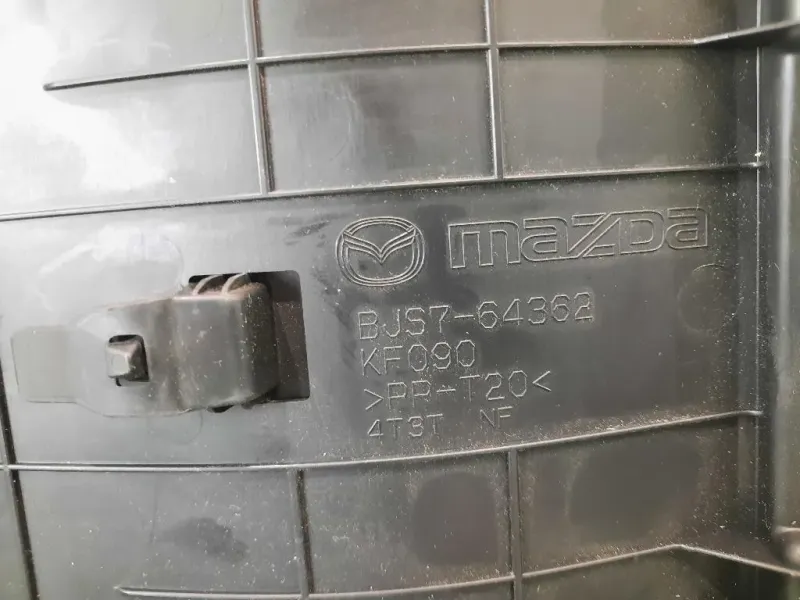 mazda
BJS7-64362
KF090
>PP-T20<
4T3T NF